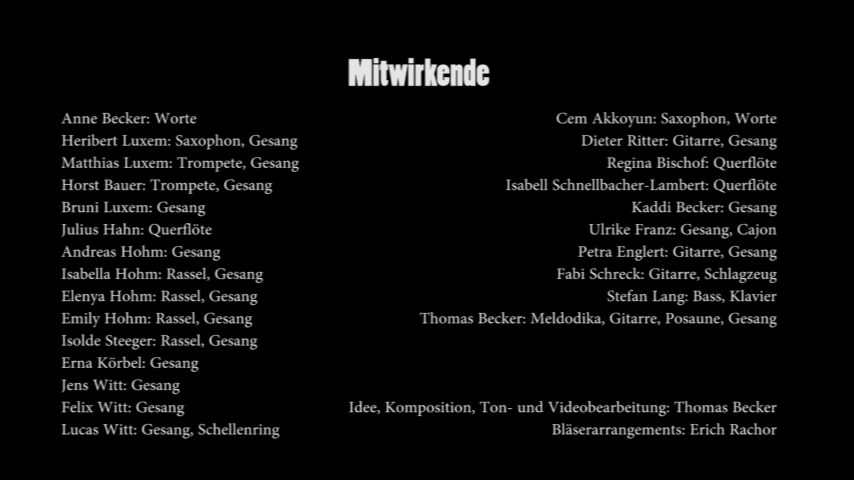 Mitwirkende
Anne Becker: Worte
Heribert Luxem: Saxophon, Gesang
Matthias Luxem: Trompete, Gesang
Horst Bauer: Trompete, Gesang
Bruni Luxem: Gesang
Julius Hahn: Querflöte
Andreas Hohm: Gesang
Isabella Hohm: Rassel, Gesang
Elenya Hohm: Rassel, Gesang
Emily Hohm: Rassel, Gesang
Isolde Steeger: Rassel, Gesang
Erna Körbel: Gesang
Jens Witt: Gesang
Felix Witt: Gesang
Lucas Witt: Gesang, Schellenring
Cem Akkoyun: Saxophon, Worte
Dieter Ritter: Gitarre, Gesang
Regina Bischof: Querflöte
Isabell Schnellbacher-Lambert: Querflöte
Kaddi Becker: Gesang
Ulrike Franz: Gesang, Cajon
Petra Englert: Gitarre, Gesang
Fabi Schreck: Gitarre, Schlagzeug
Stefan Lang: Bass, Klavier
Thomas Becker: Meldodika, Gitarre, Posaune, Gesang
Idee, Komposition, Ton- und Videobearbeitung: Thomas Becker
Bläserarrangements: Erich Rachor